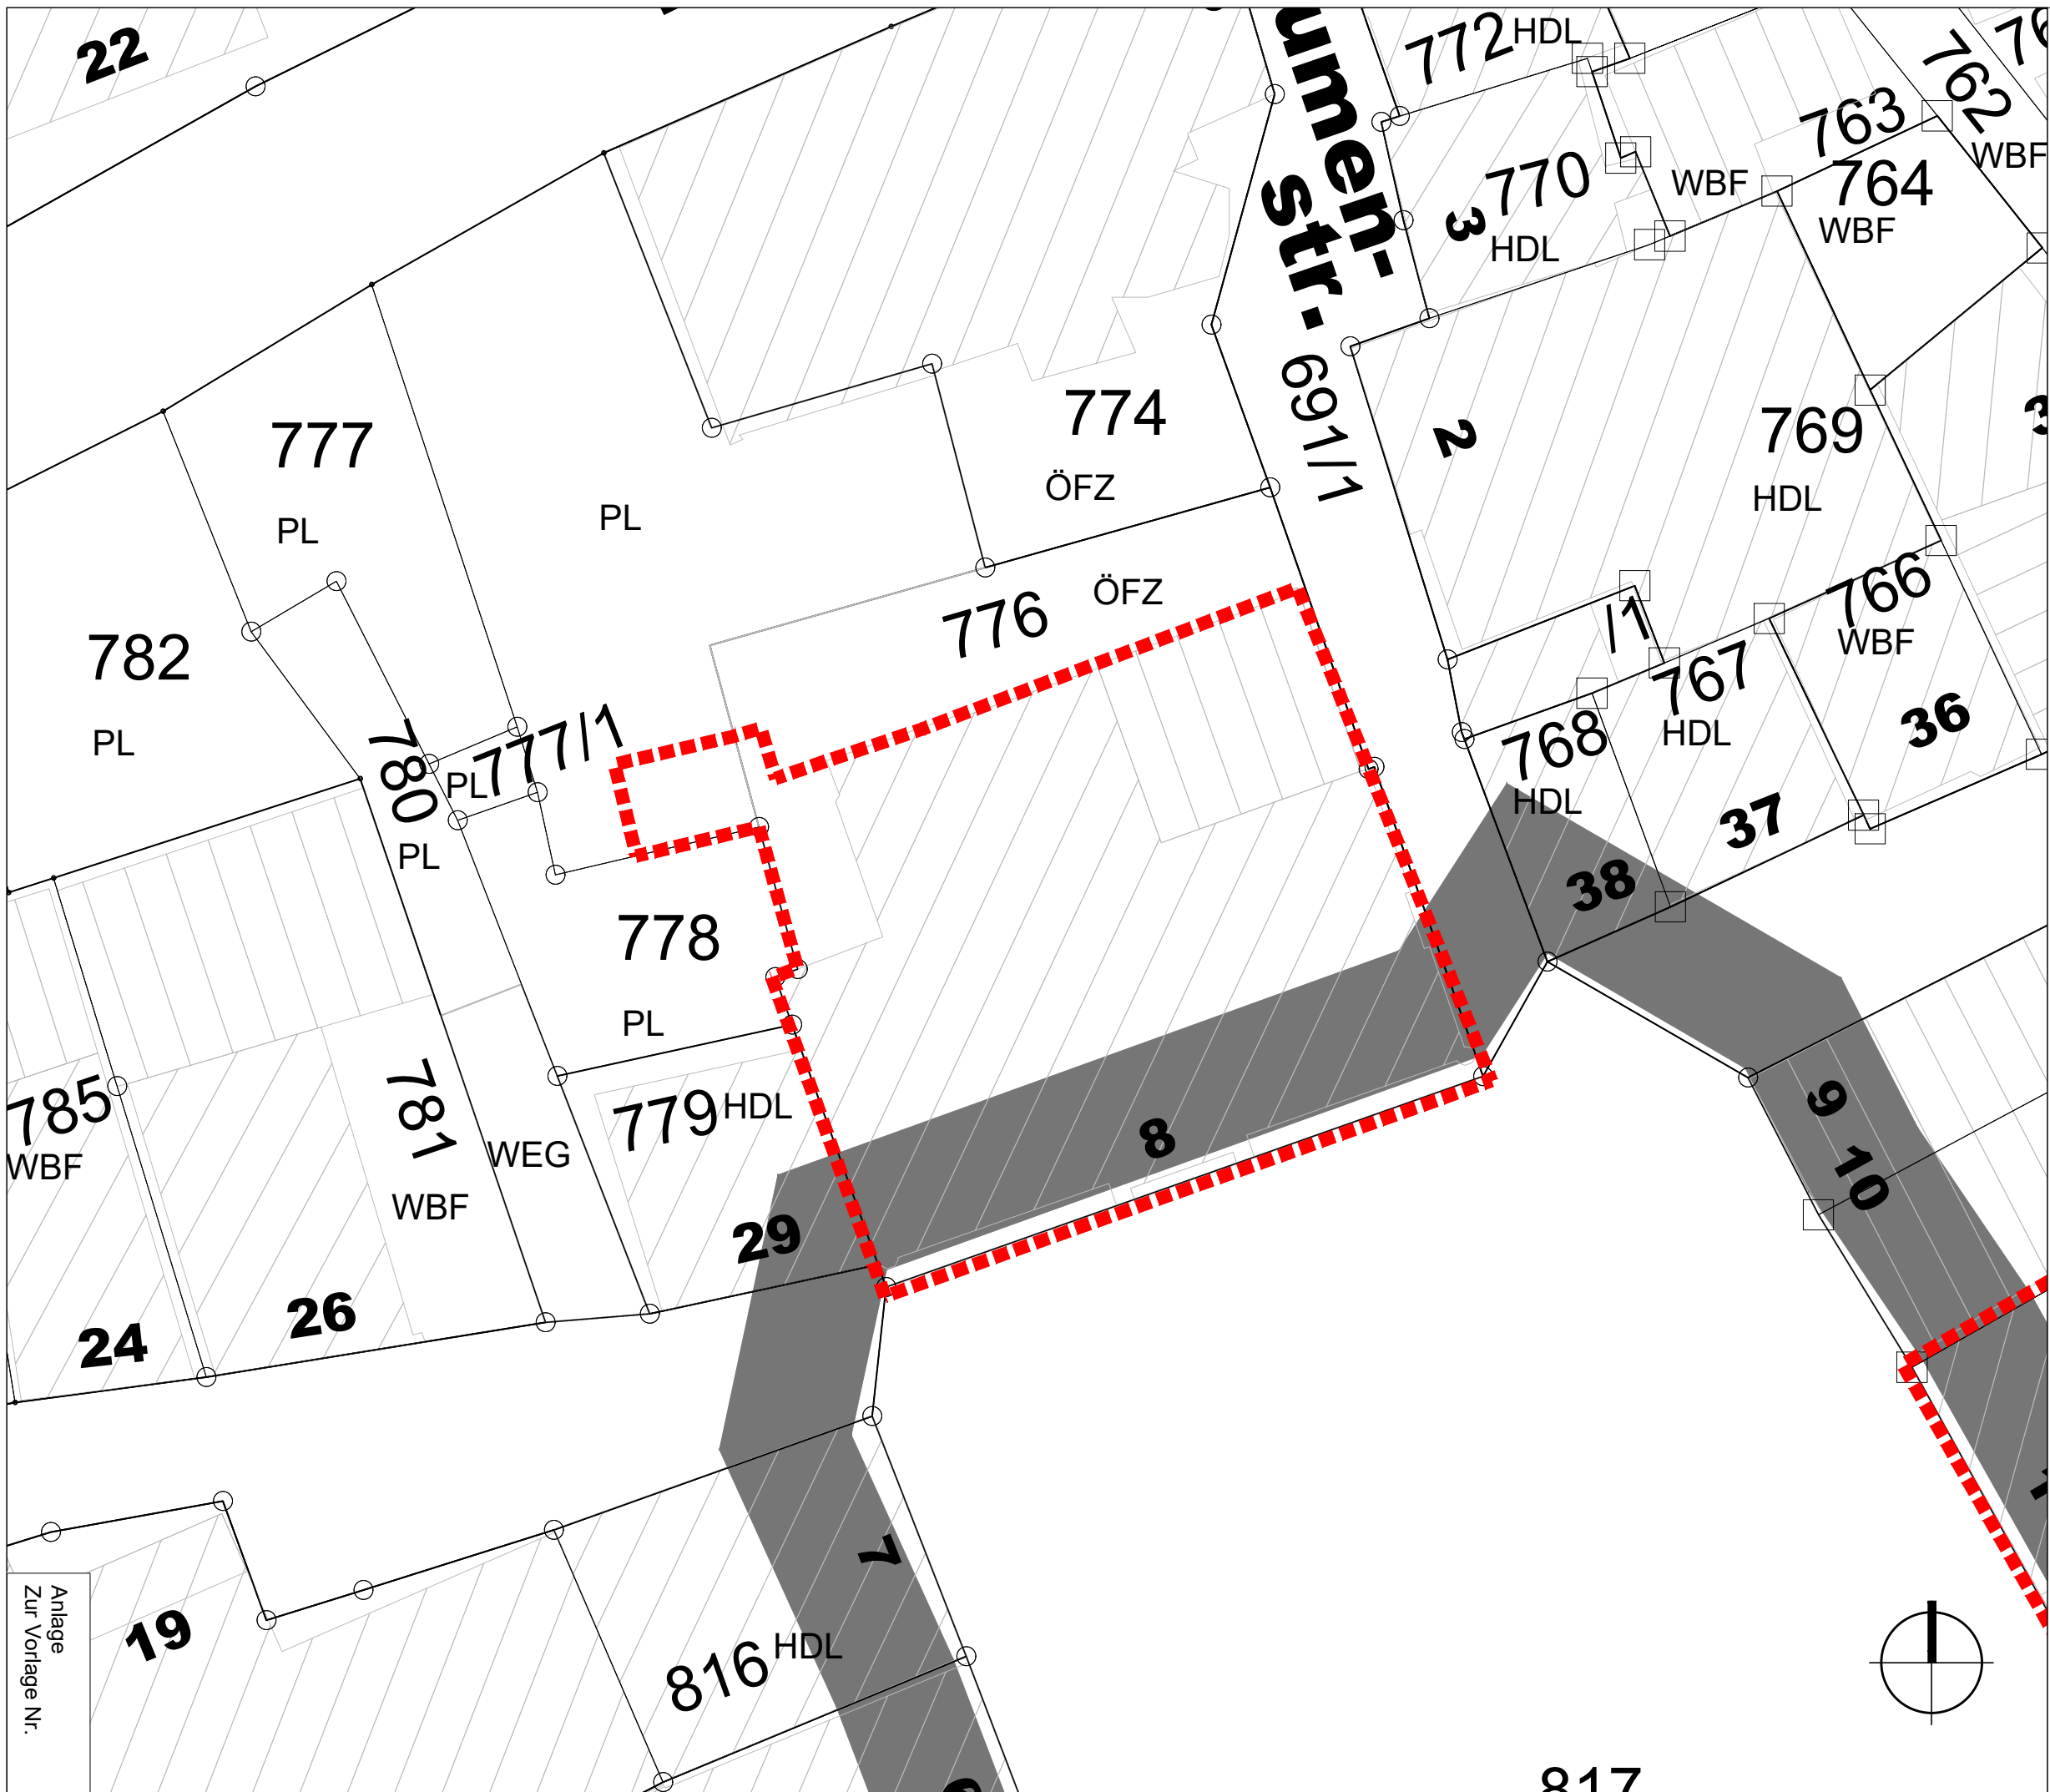 22
772
HDL
762
WBF
763
764
WBF
770
3
HDL
WBF
umen-
str.
691/1
777
PL
PL
774
ÖFZ
2
769
HDL
776
ÖFZ
782
PL
766
WBF
/1
767
HDL
768
HDL
36
37
38
777/1
PL
780
PL
778
PL
785
WBF
781
WBF
WEG
779
HDL
29
8
9
10
24
26
7
19
816
HDL
817
Anlage
Zur Vorlage Nr.